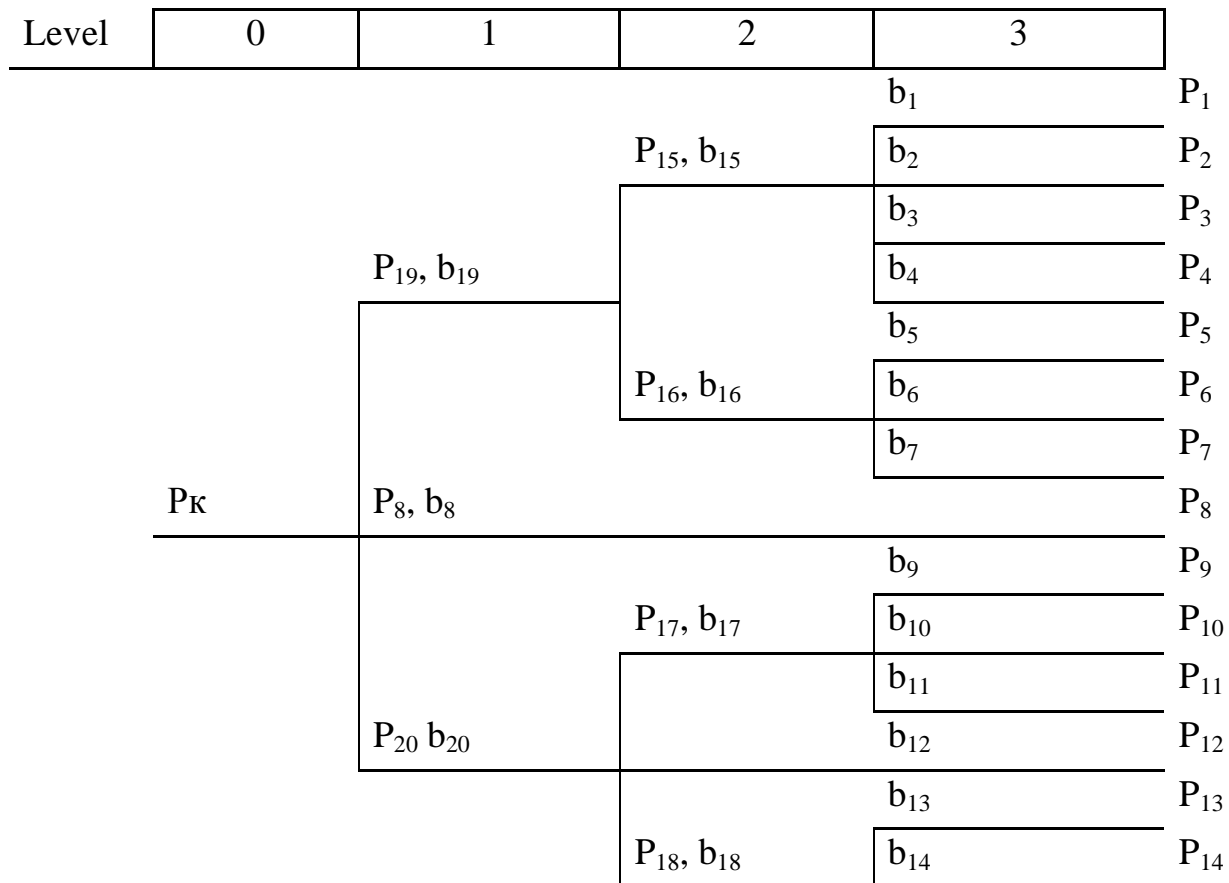 Level 0 1 2 3
b₁ P₁
P₁₅, b₁₅ b₂ P₂
b₃ P₃
P₁₉, b₁₉ b₄ P₄
b₅ P₅
P₁₆, b₁₆ b₆ P₆
b₇ P₇
Pк P₈, b₈ P₈
b₉ P₉
P₁₇, b₁₇ b₁₀ P₁₀
b₁₁ P₁₁
P₂₀ b₂₀ b₁₂ P₁₂
b₁₃ P₁₃
P₁₈, b₁₈ b₁₄ P₁₄